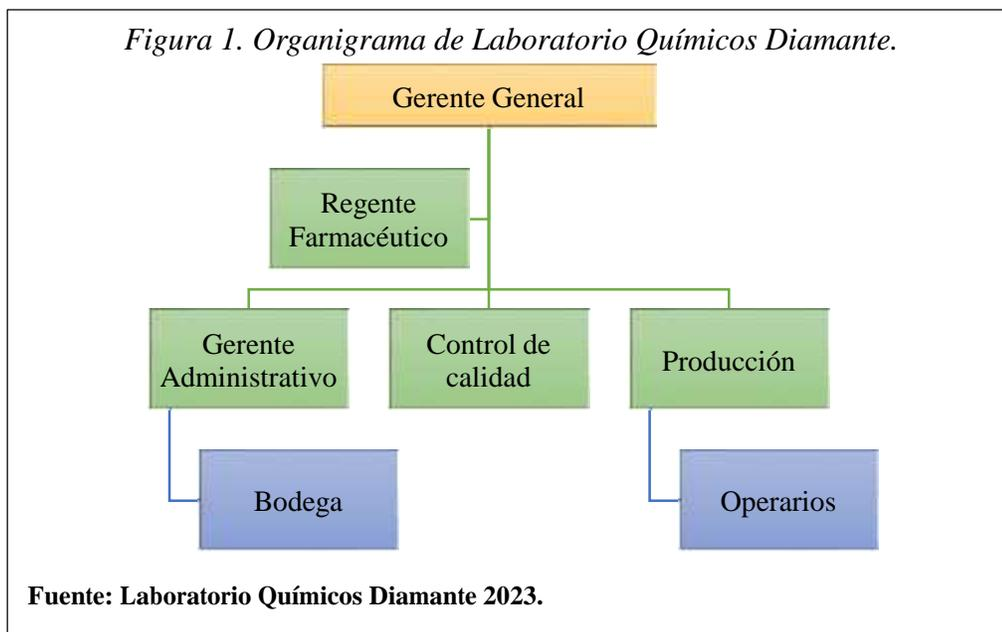 Figura 1. Organigrama de Laboratorio Químicos Diamante.
Gerente General
Regente
Farmacéutico
Gerente
Administrativo
Control de
calidad
Producción
Bodega
Operarios
Fuente: Laboratorio Químicos Diamante 2023.